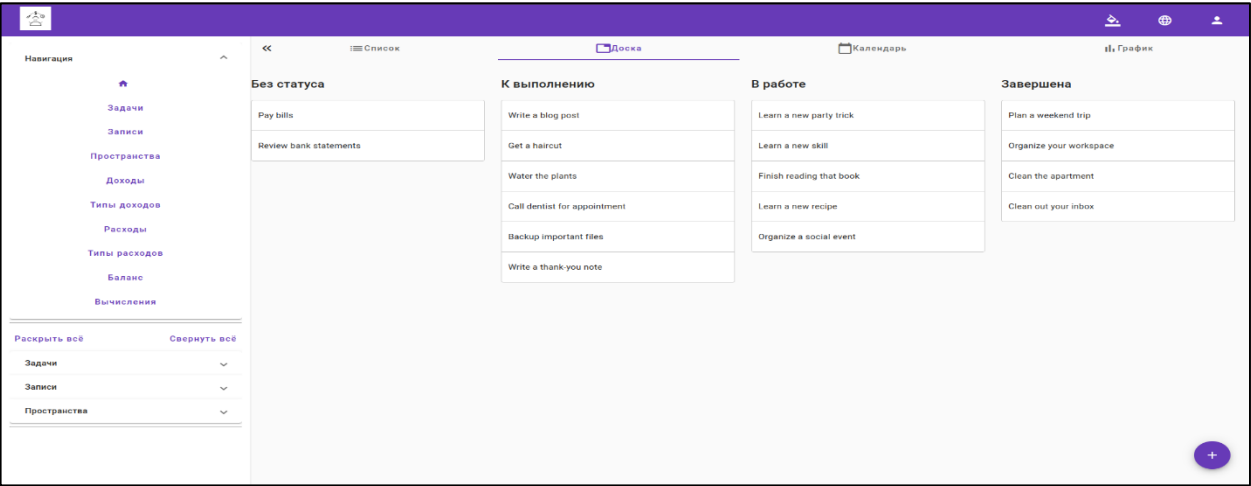 Навигация
Задачи
Записи
Пространства
Доходы
Типы доходов
Расходы
Типы расходов
Баланс
Вычисления
Раскрыть всё
Свернуть всё
Задачи
Записи
Пространства
Список
Доска
Календарь
График
Без статуса
Pay bills
Review bank statements
К выполнению
Write a blog post
Get a haircut
Water the plants
Call dentist for appointment
Backup important files
Write a thank-you note
В работе
Learn a new party trick
Learn a new skill
Finish reading that book
Learn a new recipe
Organize a social event
Завершена
Plan a weekend trip
Organize your workspace
Clean the apartment
Clean out your inbox